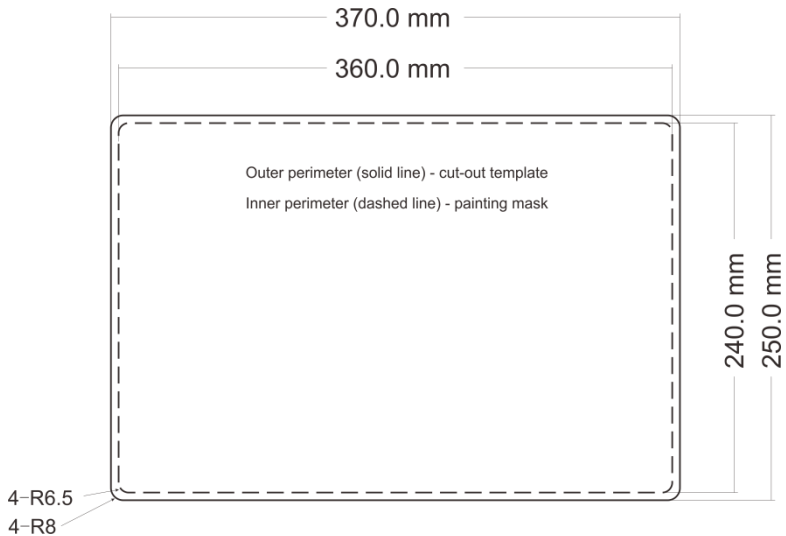 370.0 mm
360.0 mm
Outer perimeter (solid line) - cut-out template
Inner perimeter (dashed line) - painting mask
240.0 mm
250.0 mm
4-R6.5
4-R8